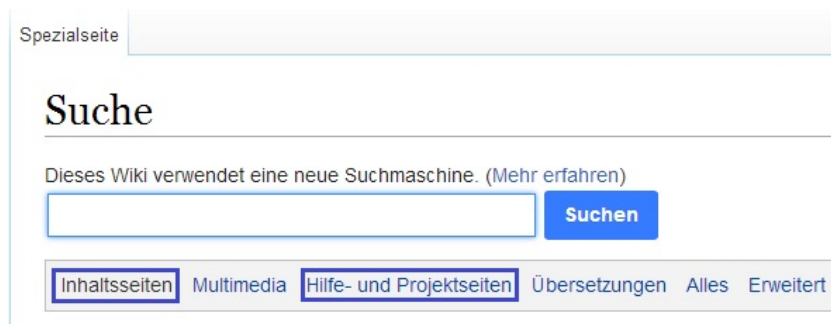 Spezialseite
Suche
Dieses Wiki verwendet eine neue Suchmaschine. (Mehr erfahren)
Suchen
Inhaltsseiten Multimedia Hilfe- und Projektseiten Übersetzungen Alles Erweitert